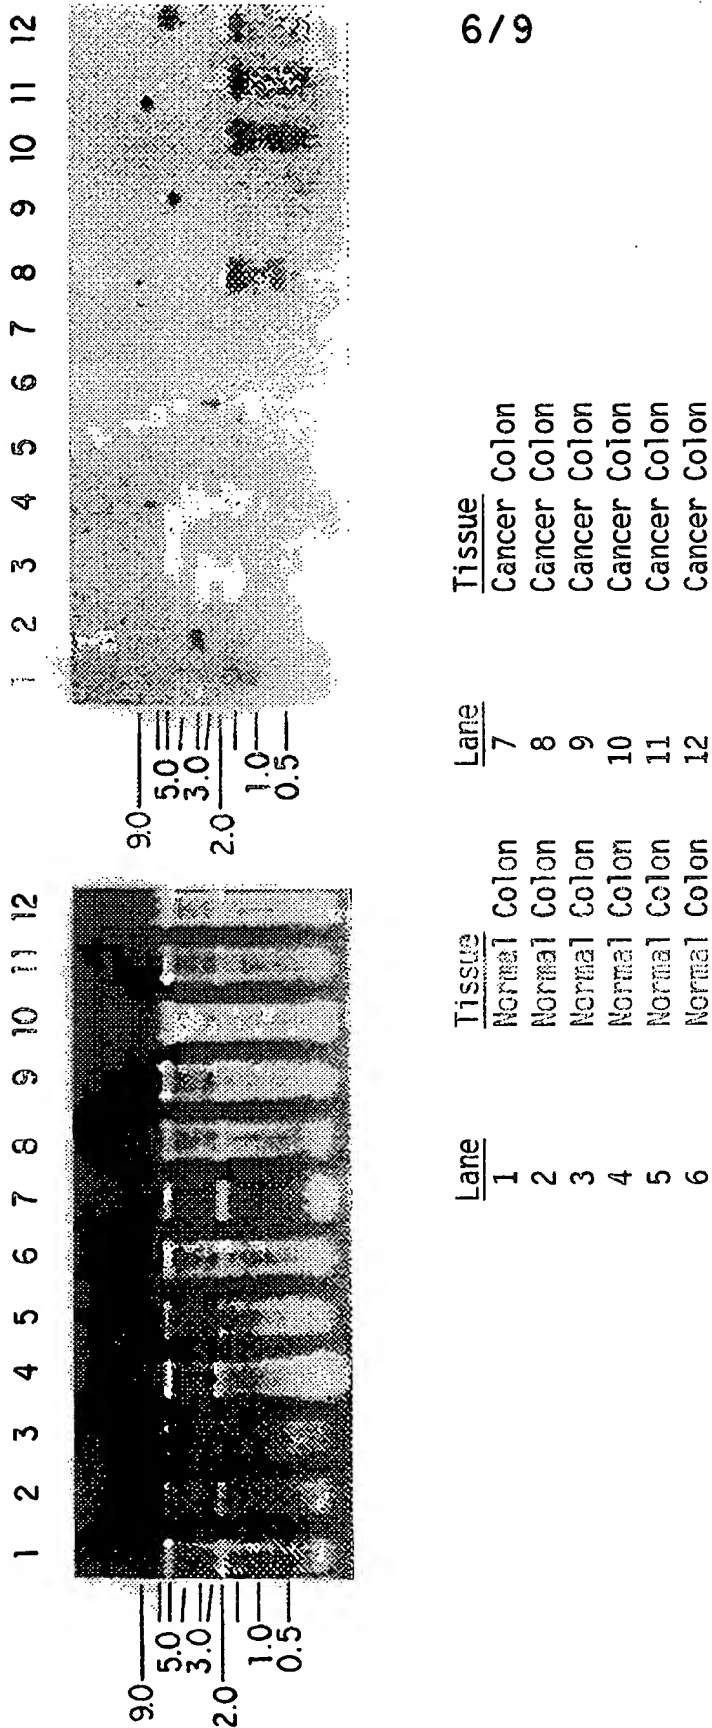 6/9
1 2 3 4 5 6 7 8 9 10 11 12
9.0
5.0
3.0
2.0
1.0
0.5
1 2 3 4 5 6 7 8 9 10 11 12
9.0
5.0
3.0
2.0
1.0
0.5
Lane Tissue Lane Tissue
1 Normal Colon 7 Cancer Colon
2 Normal Colon 8 Cancer Colon
3 Normal Colon 9 Cancer Colon
4 Normal Colon 10 Cancer Colon
5 Normal Colon 11 Cancer Colon
6 Normal Colon 12 Cancer Colon